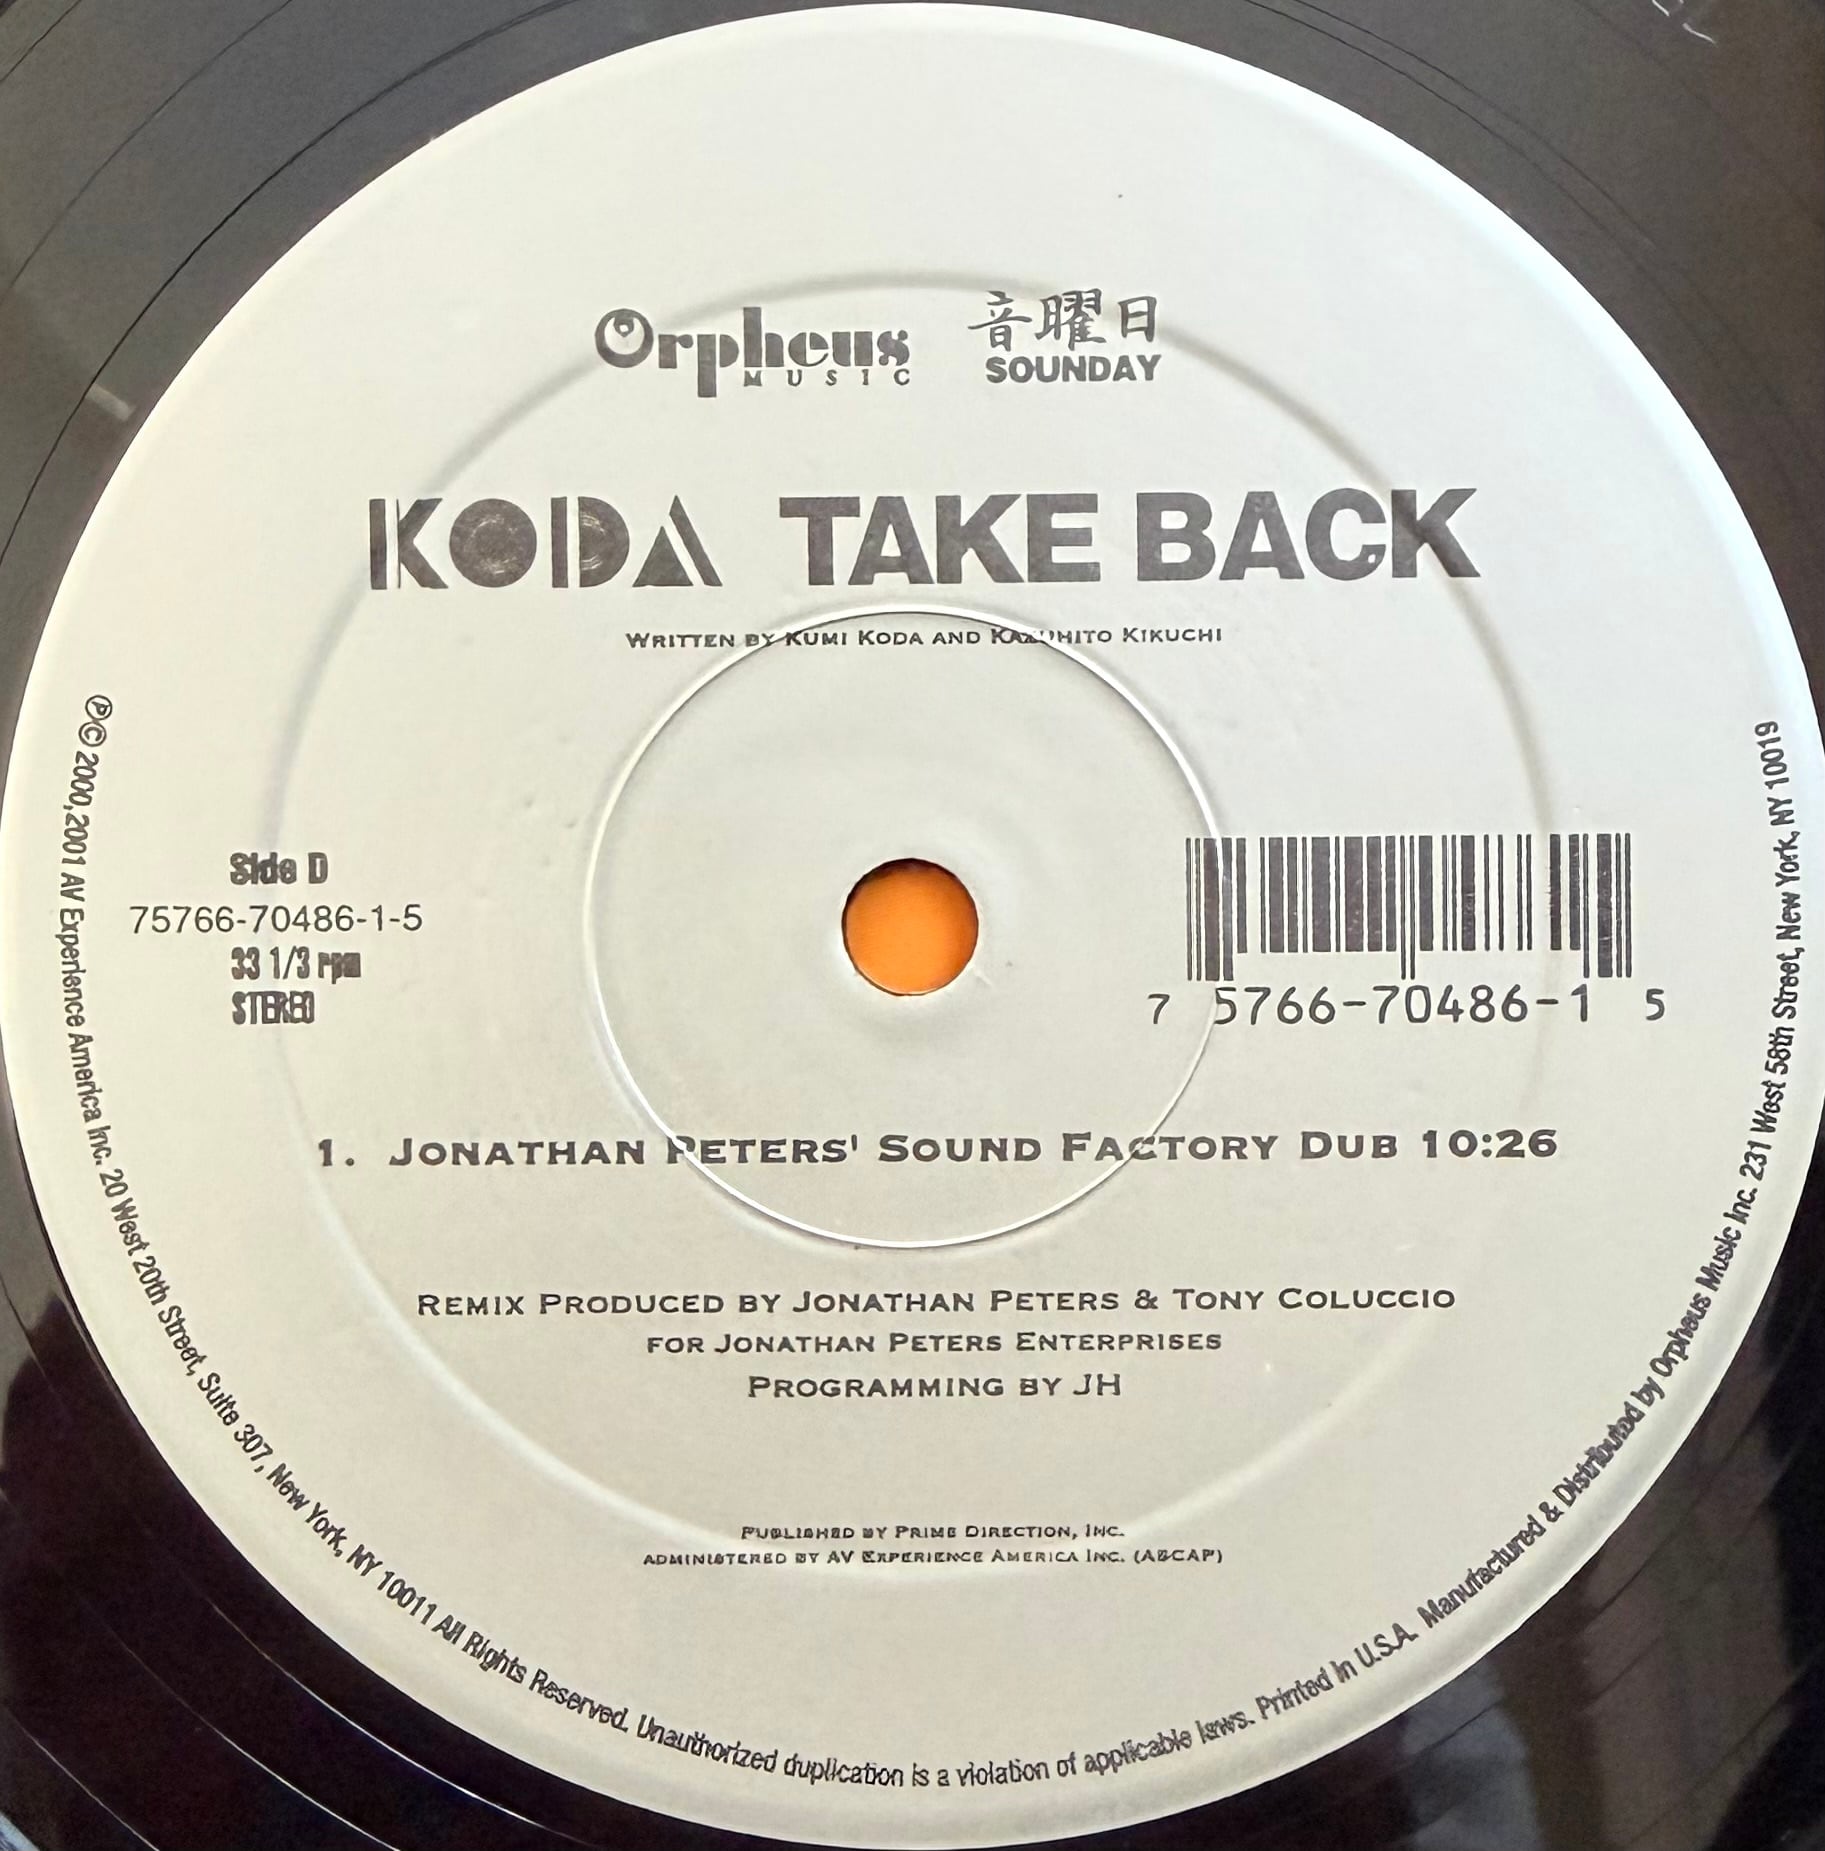 Orpheus
MUSIC
音曜日
SOUNDAY
KODA TAKE BACK
WRITTEN BY KUMI KODA AND KAZUHITO KIKUCHI
Side D
75766-70486-1-5
33 1/3 rpm
STEREO
7 5766-70486-1 5
1. JONATHAN PETERS' SOUND FACTORY DUB 10:26
REMIX PRODUCED BY JONATHAN PETERS & TONY COLUCCIO
FOR JONATHAN PETERS ENTERPRISES
PROGRAMMING BY JH
PUBLISHED BY PRIME DIRECTION, INC.
ADMINISTERED BY AV EXPERIENCE AMERICA INC. (ASCAP)
℗© 2000,2001 AV Experience America Inc. 20 West 20th Street, Suite 307, New York, NY 10011 All Rights Reserved. Unauthorized duplication is a violation of applicable laws. Printed in U.S.A. Manufactured & Distributed by Orpheus Music Inc. 231 West 58th Street, New York, NY 10019